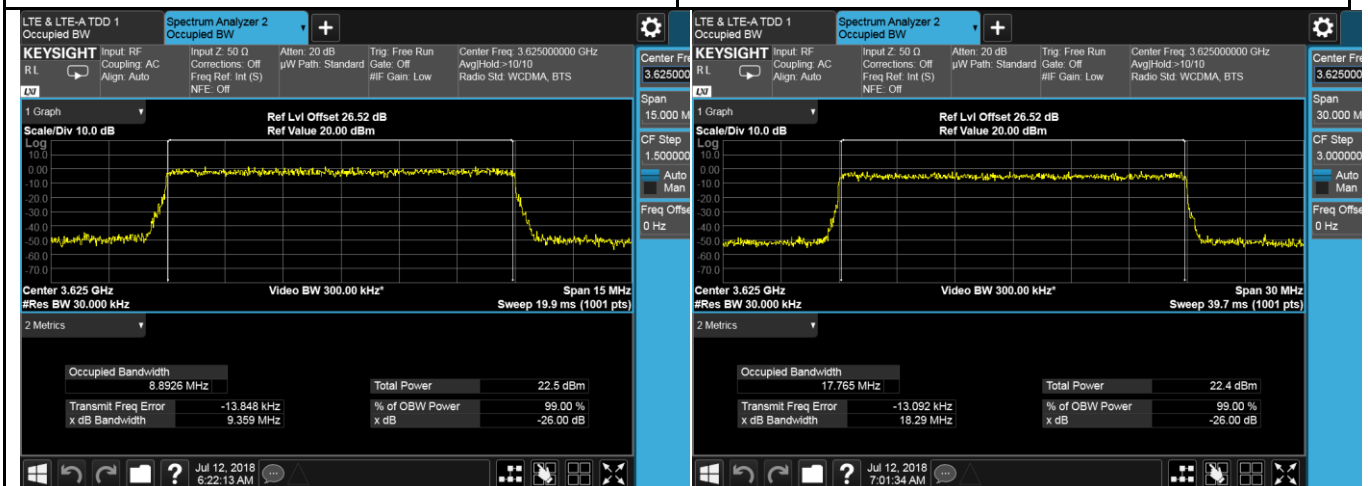 LTE & LTE-A TDD 1
Occupied BW
Spectrum Analyzer 2
Occupied BW
KEYSIGHT
R L
LXI
Input: RF
Coupling: AC
Align: Auto
Input Z: 50 Ω
Corrections: Off
Freq Ref: Int (S)
NFE: Off
Atten: 20 dB
µW Path: Standard
Trig: Free Run
Gate: Off
#IF Gain: Low
Center Freq: 3.625000000 GHz
Avg|Hold:>10/10
Radio Std: WCDMA, BTS
Center Fre
3.625000
Span
15.000 M
CF Step
1.500000
Auto
Man
Freq Offse
0 Hz
1 Graph
Scale/Div 10.0 dB
Ref Lvl Offset 26.52 dB
Ref Value 20.00 dBm
Log
10.0
0.00
-10.0
-20.0
-30.0
-40.0
-50.0
-60.0
-70.0
Center 3.625 GHz
#Res BW 30.000 kHz
Video BW 300.00 kHz*
Span 15 MHz
Sweep 19.9 ms (1001 pts)
2 Metrics
Occupied Bandwidth
8.8926 MHz
Total Power 22.5 dBm
Transmit Freq Error -13.848 kHz
% of OBW Power 99.00 %
x dB Bandwidth 9.359 MHz
x dB -26.00 dB
?
Jul 12, 2018
6:22:13 AM
LTE & LTE-A TDD 1
Occupied BW
Spectrum Analyzer 2
Occupied BW
KEYSIGHT
R L
LXI
Input: RF
Coupling: AC
Align: Auto
Input Z: 50 Ω
Corrections: Off
Freq Ref: Int (S)
NFE: Off
Atten: 20 dB
µW Path: Standard
Trig: Free Run
Gate: Off
#IF Gain: Low
Center Freq: 3.625000000 GHz
Avg|Hold:>10/10
Radio Std: WCDMA, BTS
Center Fre
3.625000
Span
30.000 M
CF Step
3.000000
Auto
Man
Freq Offse
0 Hz
1 Graph
Scale/Div 10.0 dB
Ref Lvl Offset 26.52 dB
Ref Value 20.00 dBm
Log
10.0
0.00
-10.0
-20.0
-30.0
-40.0
-50.0
-60.0
-70.0
Center 3.625 GHz
#Res BW 30.000 kHz
Video BW 300.00 kHz*
Span 30 MHz
Sweep 39.7 ms (1001 pts)
2 Metrics
Occupied Bandwidth
17.765 MHz
Total Power 22.4 dBm
Transmit Freq Error -13.092 kHz
% of OBW Power 99.00 %
x dB Bandwidth 18.29 MHz
x dB -26.00 dB
?
Jul 12, 2018
7:01:34 AM